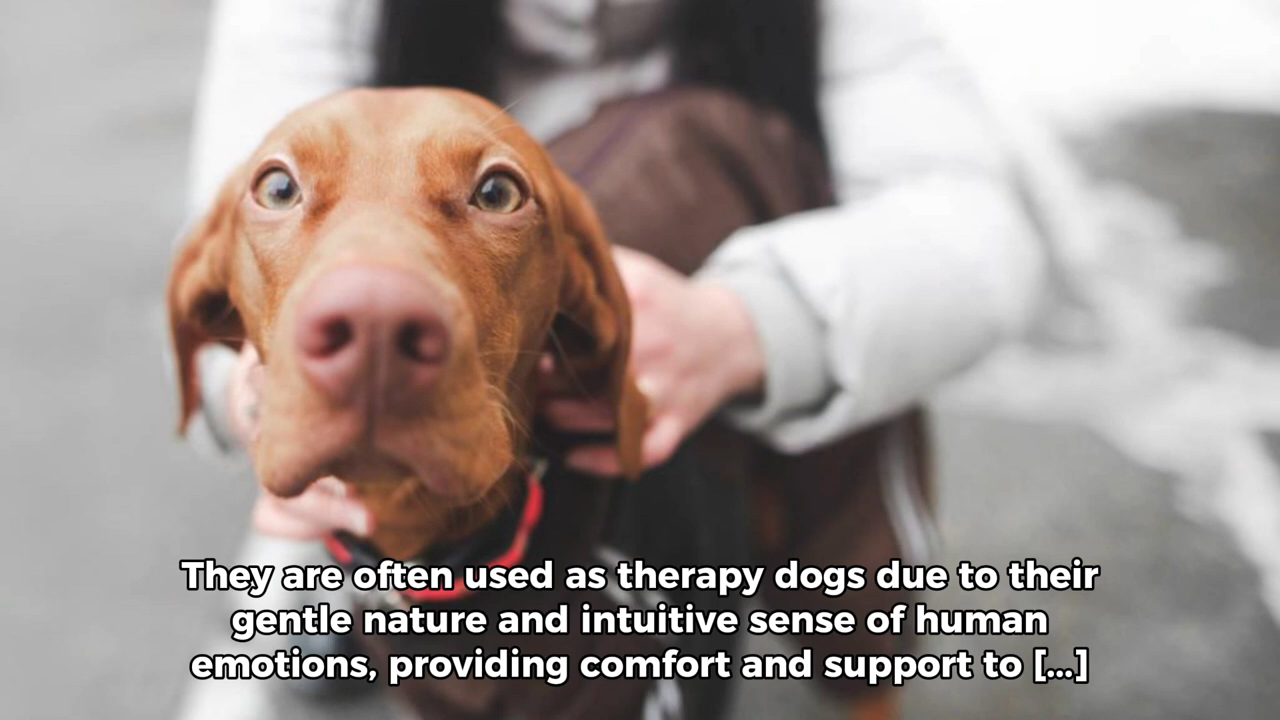 They are often used as therapy dogs due to their
gentle nature and intuitive sense of human
emotions, providing comfort and support to [...]